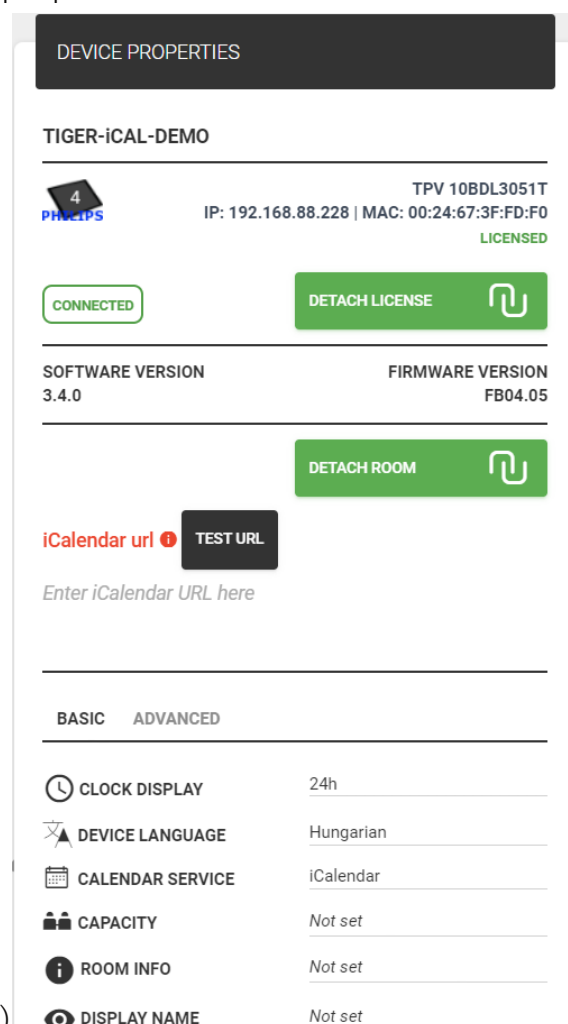 DEVICE PROPERTIES
TIGER-iCAL-DEMO
4
PHILIPS
TPV 10BDL3051T
IP: 192.168.88.228 | MAC: 00:24:67:3F:FD:F0
LICENSED
CONNECTED
DETACH LICENSE
SOFTWARE VERSION
3.4.0
FIRMWARE VERSION
FB04.05
DETACH ROOM
iCalendar url
TEST URL
Enter iCalendar URL here
BASIC ADVANCED
CLOCK DISPLAY 24h
DEVICE LANGUAGE Hungarian
CALENDAR SERVICE iCalendar
CAPACITY Not set
ROOM INFO Not set
) DISPLAY NAME Not set